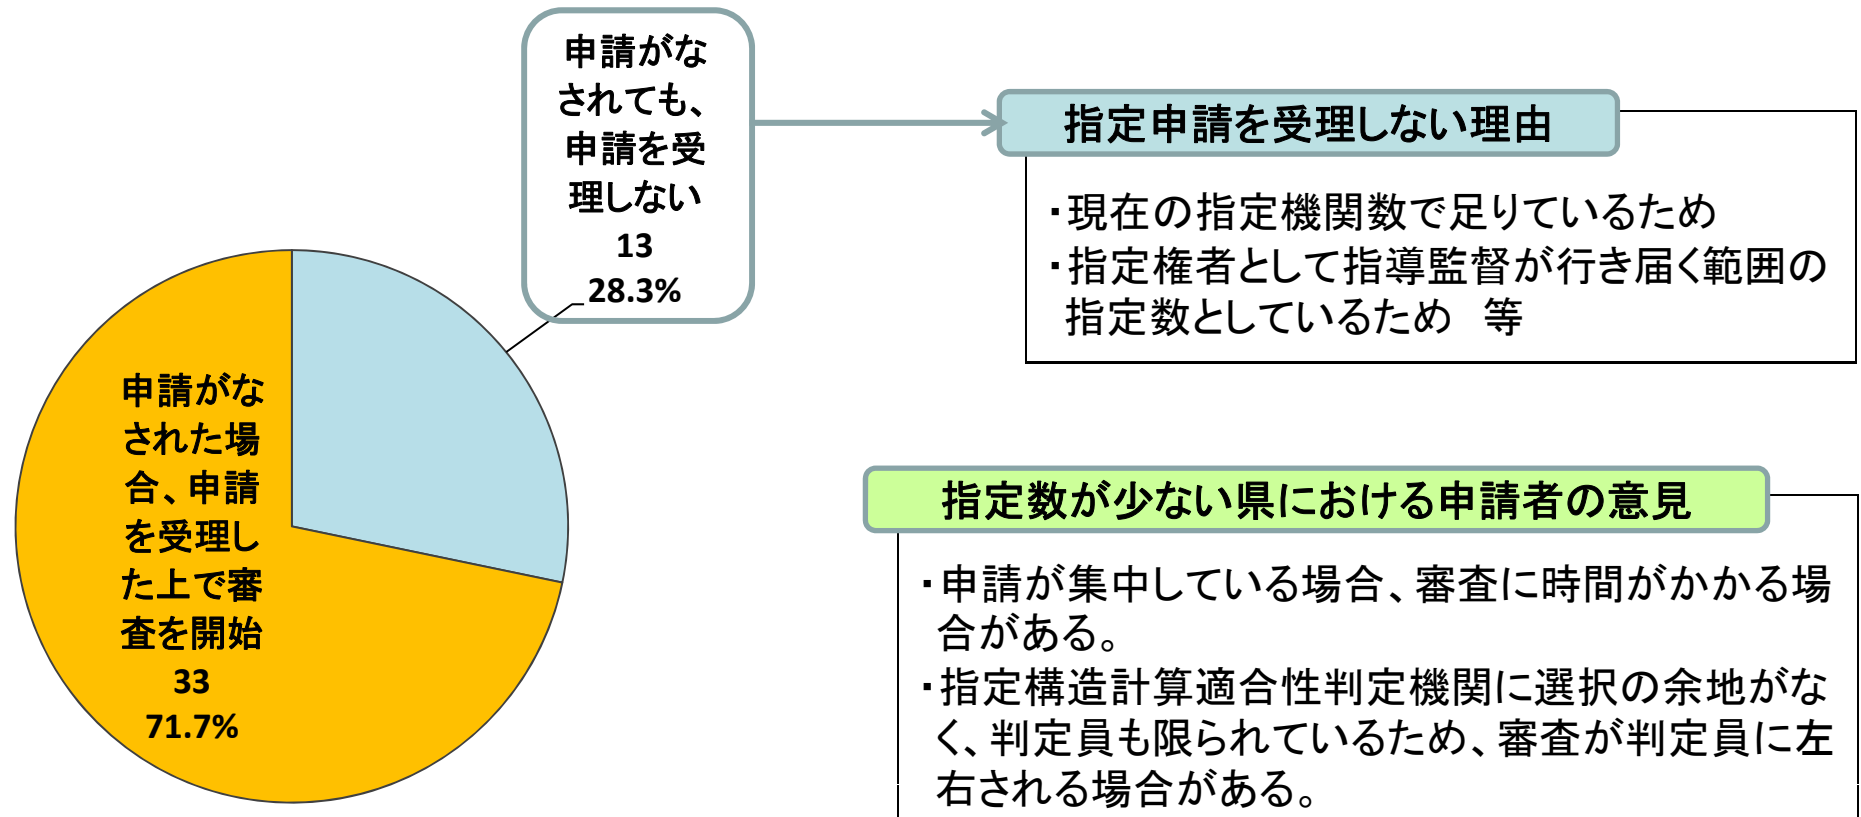 申請がな
されても、
申請を受
理しない
13
28.3%
指定申請を受理しない理由
・現在の指定機関数で足りているため
・指定権者として指導監督が行き届く範囲の
指定数としているため　等
申請がな
された場
合、申請
を受理し
た上で審
査を開始
33
71.7%
指定数が少ない県における申請者の意見
・申請が集中している場合、審査に時間がかかる場
合がある。
・指定構造計算適合性判定機関に選択の余地がな
く、判定員も限られているため、審査が判定員に左
右される場合がある。